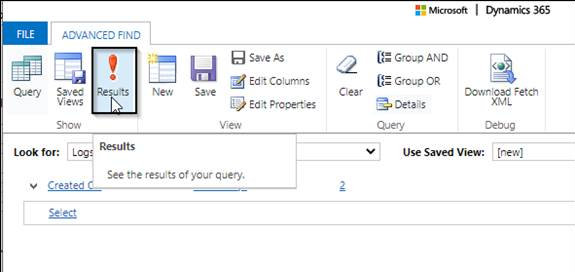 Microsoft | Dynamics 365
FILE ADVANCED FIND
Query Saved Views Results New Save Save As Edit Columns Edit Properties Clear Group AND Group OR Details Download Fetch XML
Show View Query Debug
Look for: Logs Use Saved View: [new]
Results
See the results of your query.
Created O 2
Select